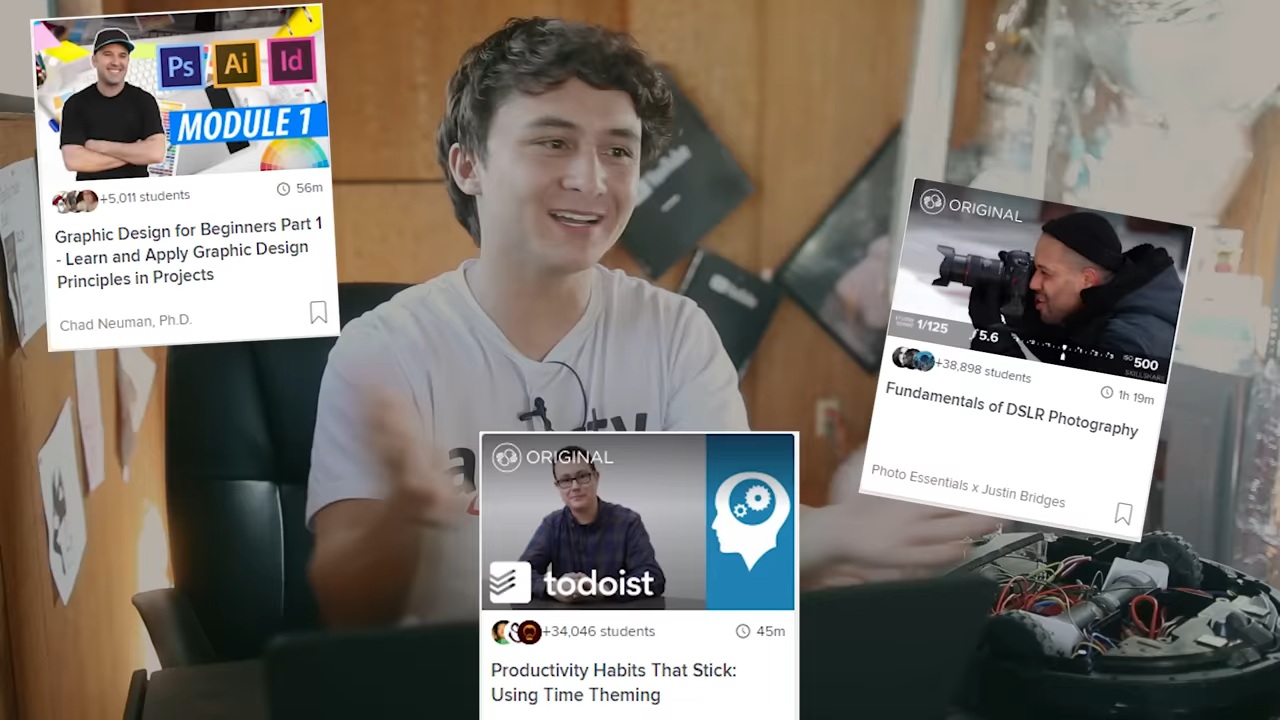 Ps Ai Id
MODULE 1
+5,011 students 56m
Graphic Design for Beginners Part 1
- Learn and Apply Graphic Design
Principles in Projects
Chad Neuman, Ph.D.
ORIGINAL
1/125 f 5.6 ISO 500
SKILLSHARE
+38,898 students 1h 19m
Fundamentals of DSLR Photography
Photo Essentials x Justin Bridges
ORIGINAL
todoist
+34,046 students 45m
Productivity Habits That Stick:
Using Time Theming